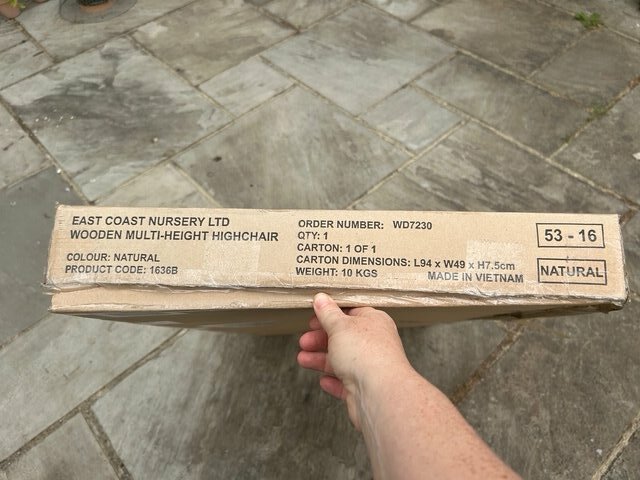 EAST COAST NURSERY LTD
WOODEN MULTI-HEIGHT HIGHCHAIR
COLOUR: NATURAL
PRODUCT CODE: 1636B
ORDER NUMBER: WD7230
QTY: 1
CARTON: 1 OF 1
CARTON DIMENSIONS: L94 x W49 x H7.5cm
WEIGHT: 10 KGS
MADE IN VIETNAM
53 - 16
NATURAL